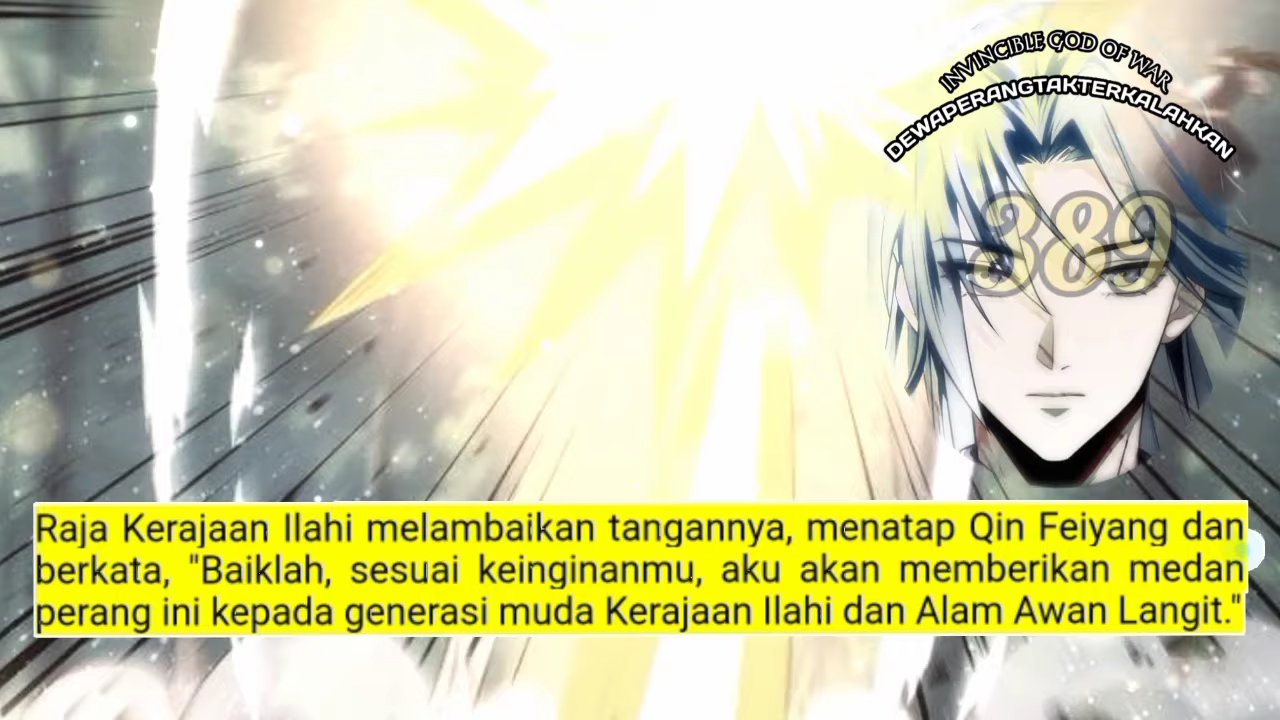 INVINCIBLE GOD OF WAR
DEWAPERANGTAKTERKALAHKAN
389
Raja Kerajaan Ilahi melambaikan tangannya, menatap Qin Feiyang dan
berkata, "Baiklah, sesuai keinginanmu, aku akan memberikan medan
perang ini kepada generasi muda Kerajaan Ilahi dan Alam Awan Langit."